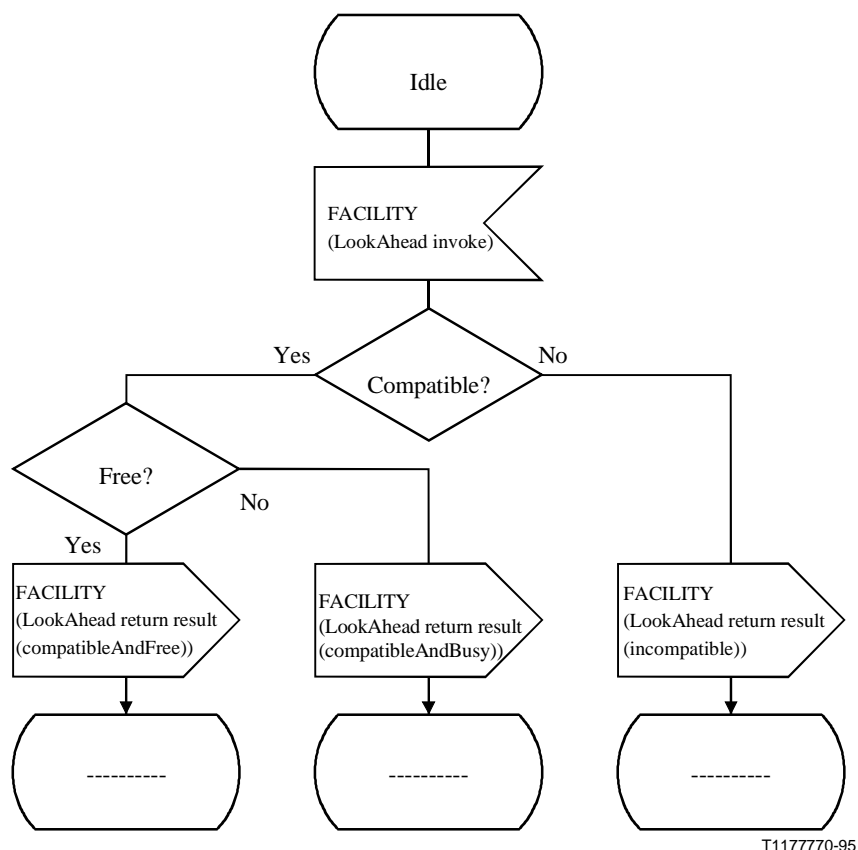 Idle
FACILITY
(LookAhead invoke)
Yes
No
Compatible?
Free?
No
Yes
FACILITY
(LookAhead return result
(compatibleAndFree))
FACILITY
(LookAhead return result
(compatibleAndBusy))
FACILITY
(LookAhead return result
(incompatible))
----------
----------
----------
T1177770-95